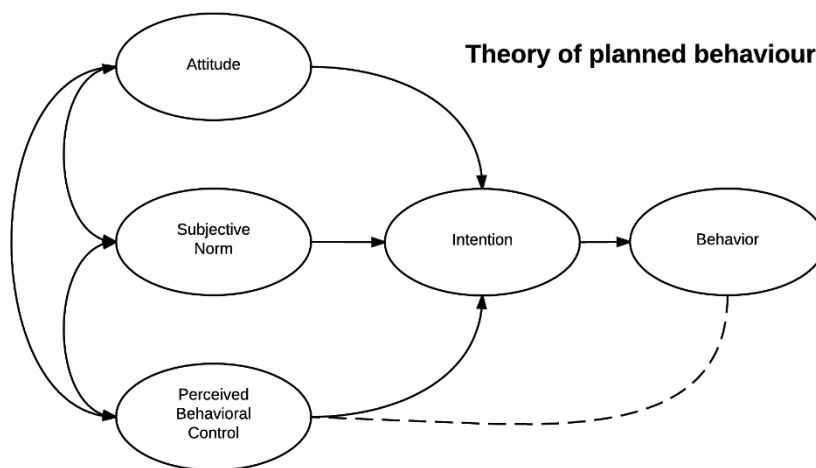 Theory of planned behaviour
Attitude
Subjective
Norm
Intention
Behavior
Perceived
Behavioral
Control